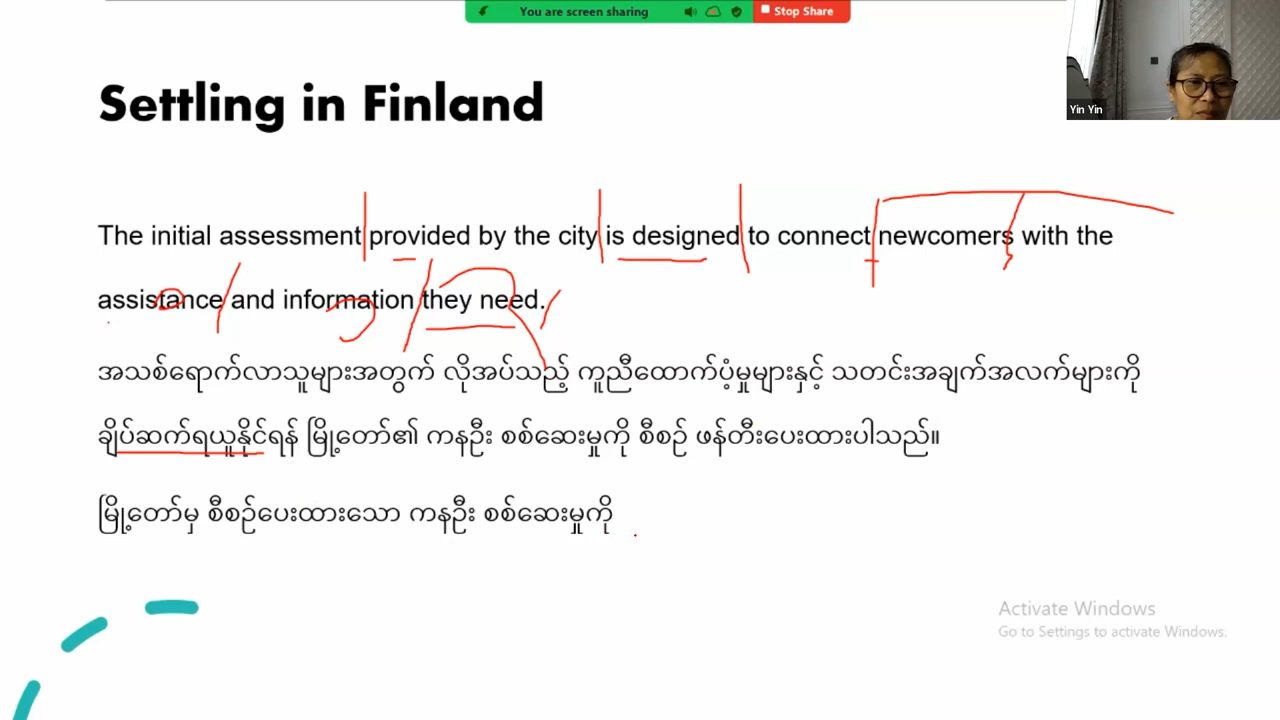 You are screen sharing
Stop Share
Yin Yin
Settling in Finland
The initial assessment provided by the city is designed to connect newcomers with the
assistance and information they need.
အသစ်ရောက်လာသူများအတွက် လိုအပ်သည့် ကူညီထောက်ပံ့မှုများနှင့် သတင်းအချက်အလက်များကို
ချိပ်ဆက်ရယူနိုင်ရန် မြို့တော်၏ ကနဦး စစ်ဆေးမှုကို စီစဉ် ဖန်တီးပေးထားပါသည်။
မြို့တော်မှ စီစဉ်ပေးထားသော ကနဦး စစ်ဆေးမှုကို
Activate Windows
Go to Settings to activate Windows.